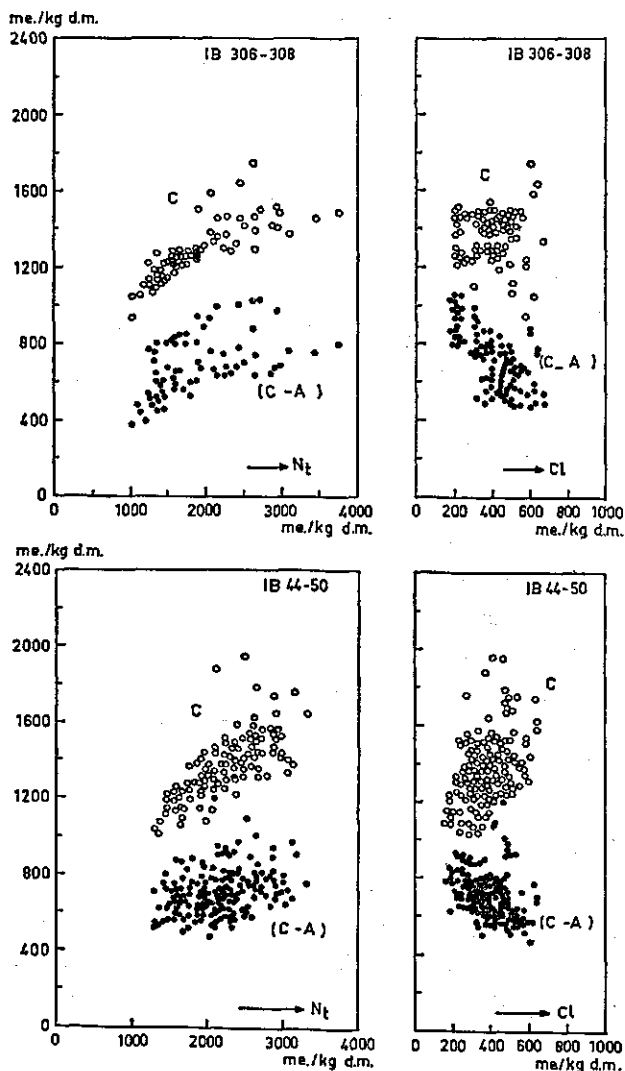 me./kg d.m.
2400
2000
1600
1200
800
400
0
IB 306-308
C
(C-A)
→ Nt
1000 2000 3000 4000
me./kg d.m.
IB 306-308
C
(C-A)
→ Cl
200 400 600 800 1000
me./kg d.m.
me./kg d.m.
2400
2000
1600
1200
800
400
0
IB 44-50
C
(C-A)
→ Nt
0 1000 2000 3000 4000
me/kg d.m.
IB 44-50
C
(C-A)
→ Cl
0 200 400 600 800 1000
me/kg d.m.